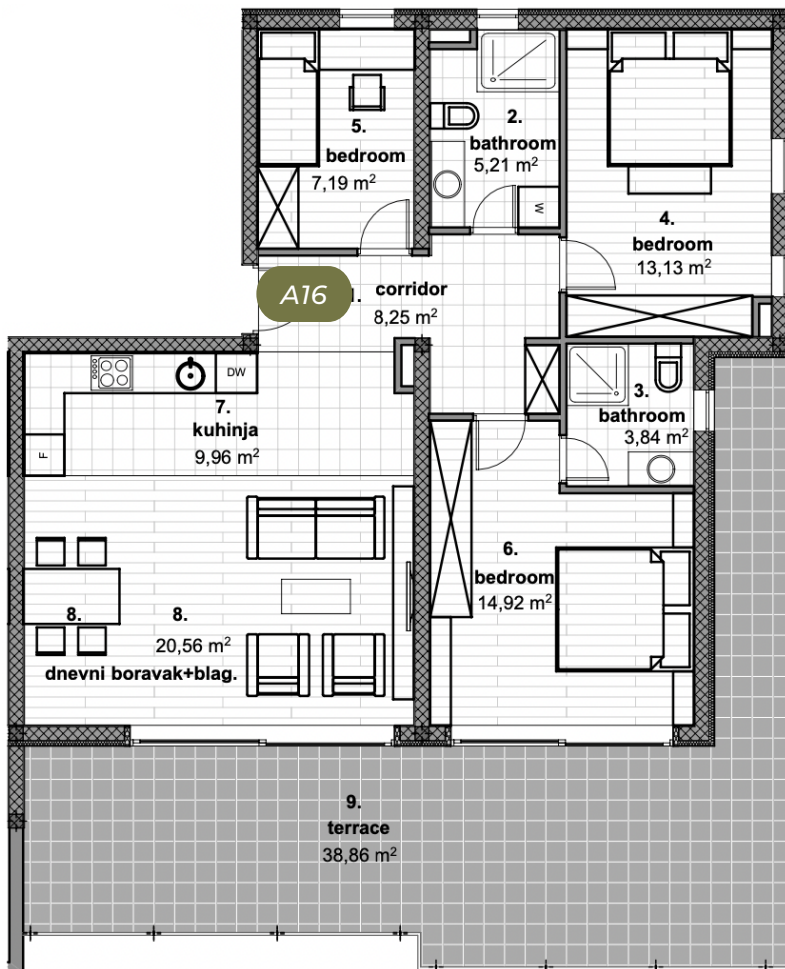 5.
bedroom
7,19 m²
2.
bathroom
5,21 m²
W
4.
bedroom
13,13 m²
A16
1. corridor
8,25 m²
DW
7.
kuhinja
9,96 m²
F
3.
bathroom
3,84 m²
6.
bedroom
14,92 m²
8.
8.
20,56 m²
dnevni boravak+blag.
9.
terrace
38,86 m²